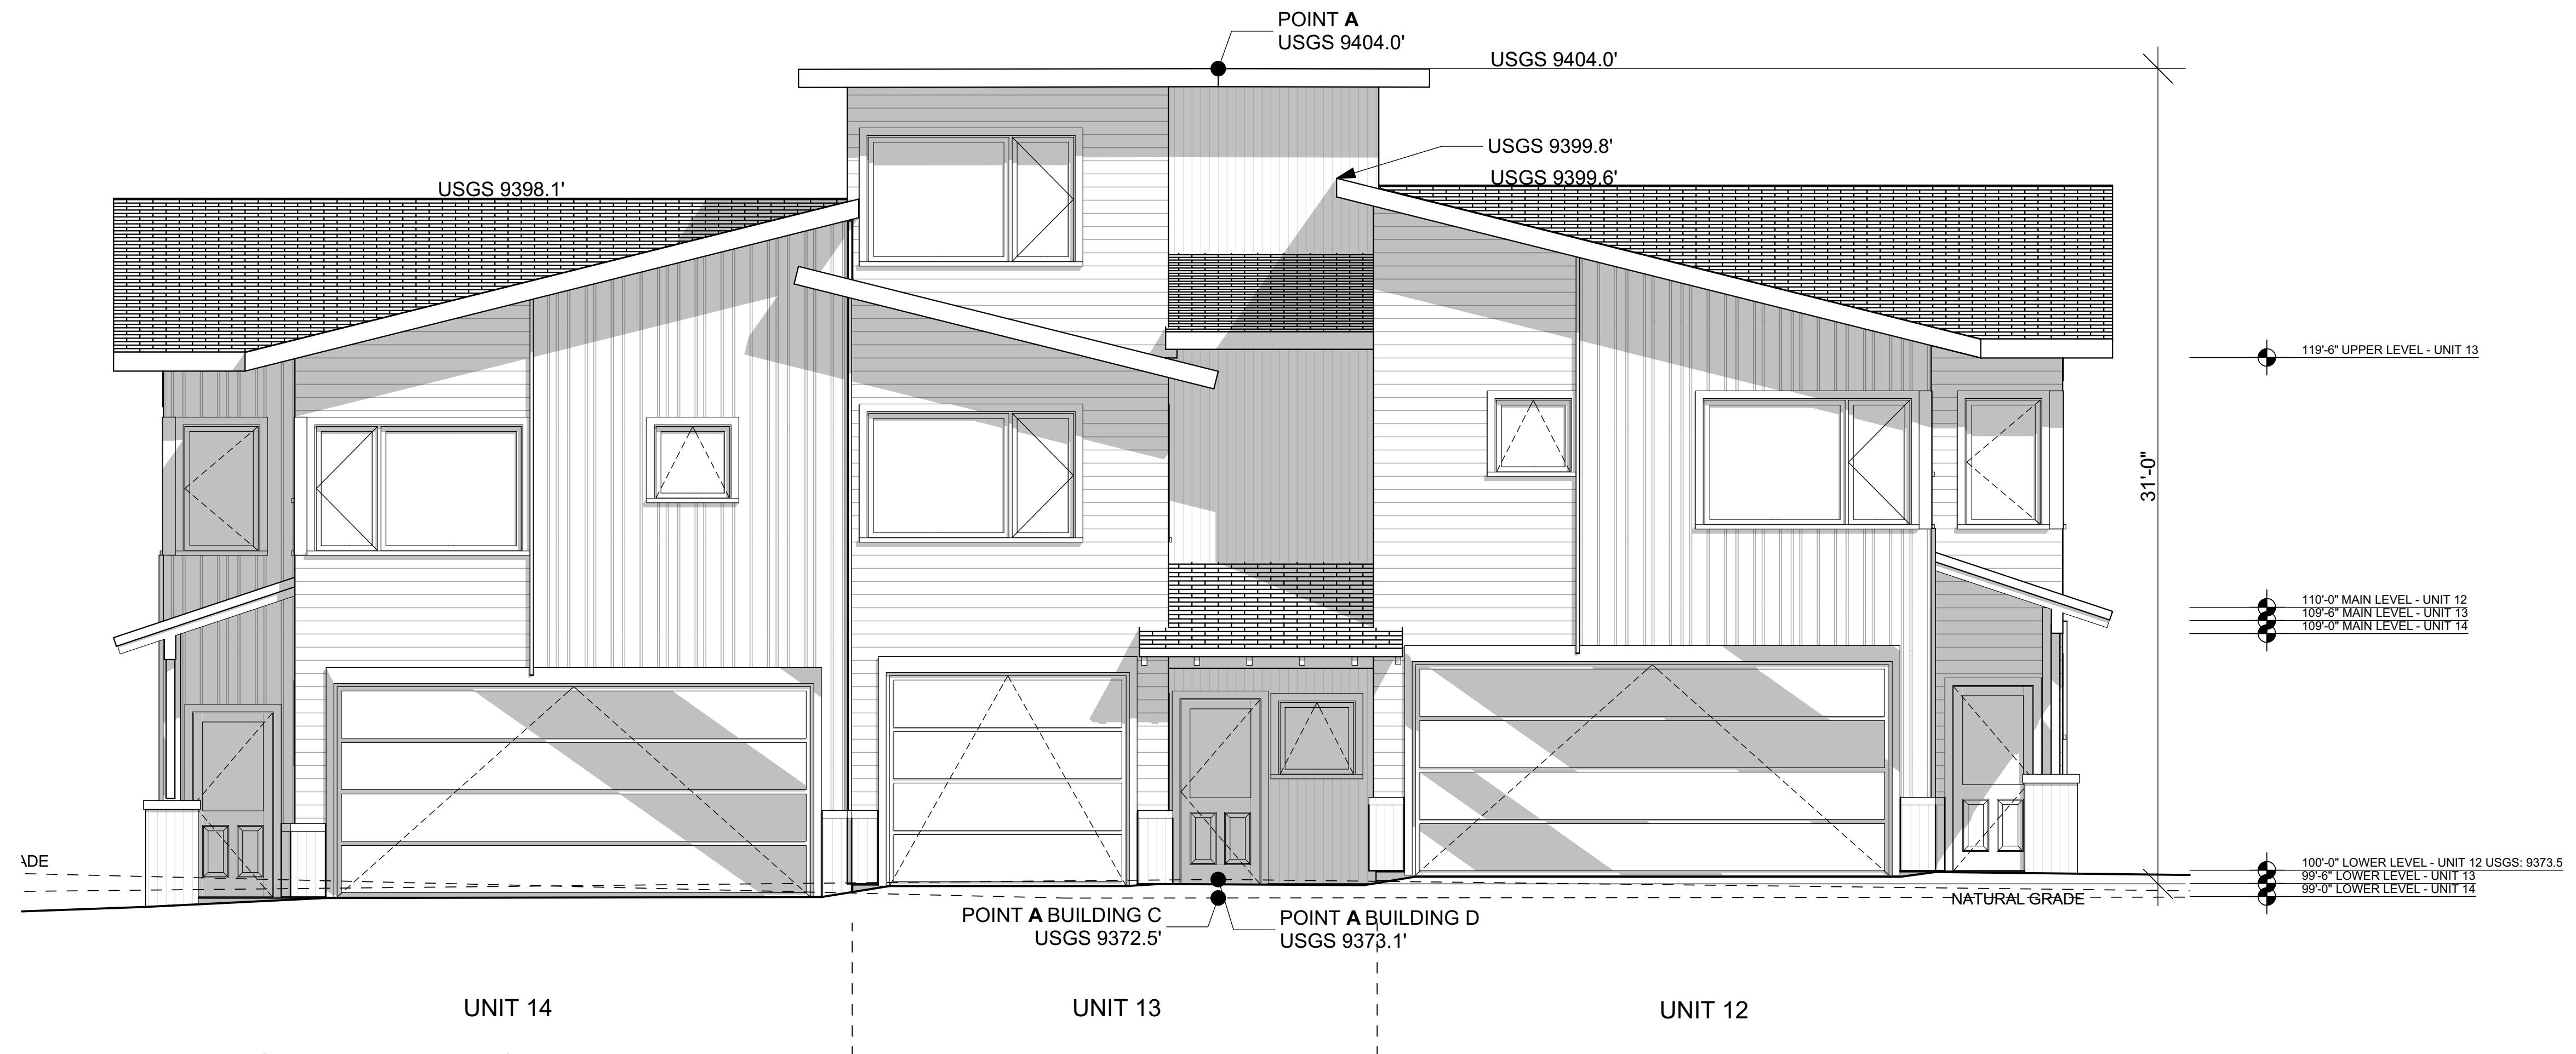 POINT A
USGS 9404.0'
USGS 9404.0'
USGS 9399.8'
USGS 9399.6'
USGS 9398.1'
119'-6" UPPER LEVEL - UNIT 13
31'-0"
110'-0" MAIN LEVEL - UNIT 12
109'-6" MAIN LEVEL - UNIT 13
109'-0" MAIN LEVEL - UNIT 14
ADE
100'-0" LOWER LEVEL - UNIT 12 USGS: 9373.5
99'-6" LOWER LEVEL - UNIT 13
99'-0" LOWER LEVEL - UNIT 14
NATURAL GRADE
POINT A BUILDING C
USGS 9372.5'
POINT A BUILDING D
USGS 9373.1'
UNIT 14
UNIT 13
UNIT 12